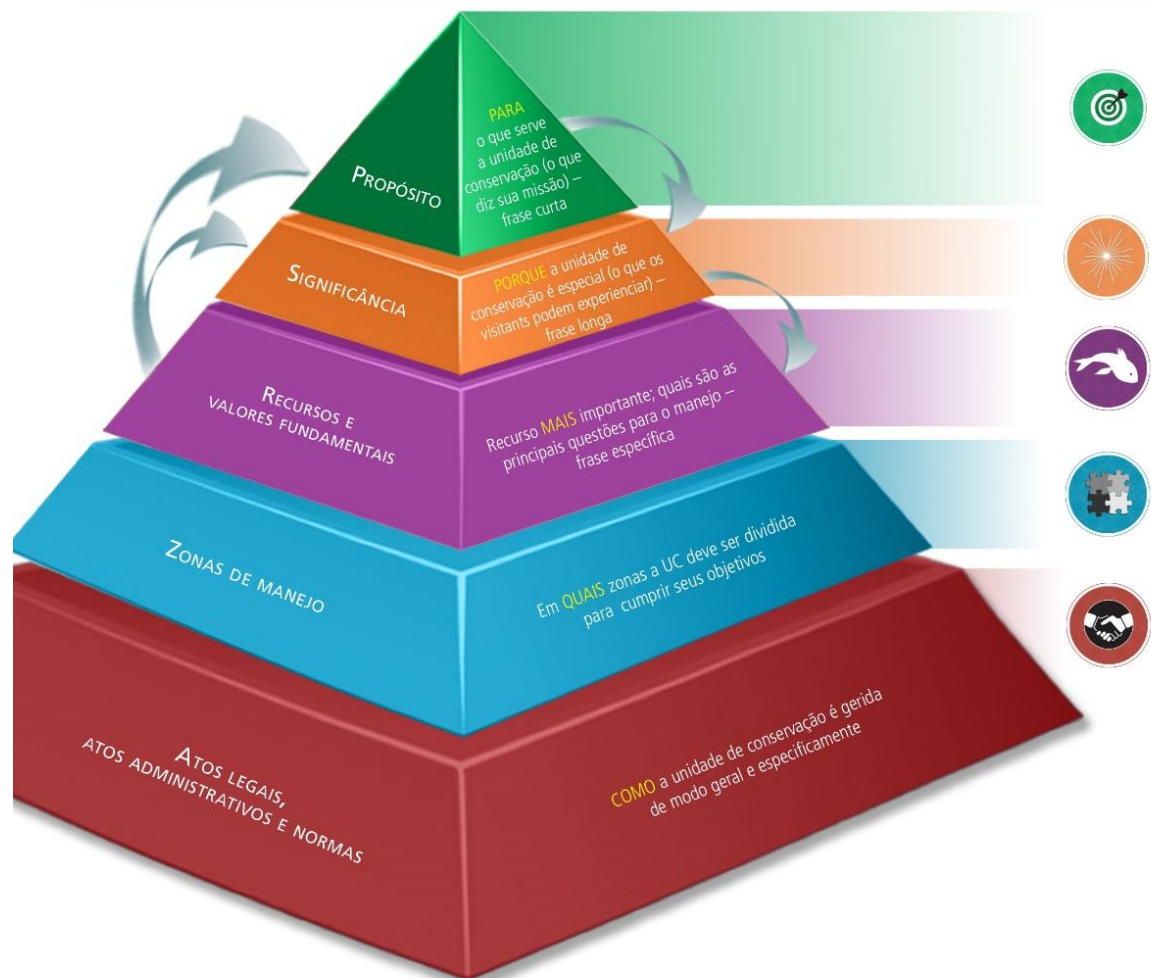 PROPÓSITO
PARA
o que serve
a unidade de
conservação (o que
diz sua missão) –
frase curta
SIGNIFICÂNCIA
PORQUE a unidade de
conservação é especial (o que os
visitants podem experienciar) –
frase longa
RECURSOS E
VALORES FUNDAMENTAIS
Recurso MAIS importante; quais são as
principais questões para o manejo –
frase específica
ZONAS DE MANEJO
Em QUAIS zonas a UC deve ser dividida
para cumprir seus objetivos
ATOS LEGAIS,
ATOS ADMINISTRATIVOS E NORMAS
COMO a unidade de conservação é gerida
de modo geral e especificamente